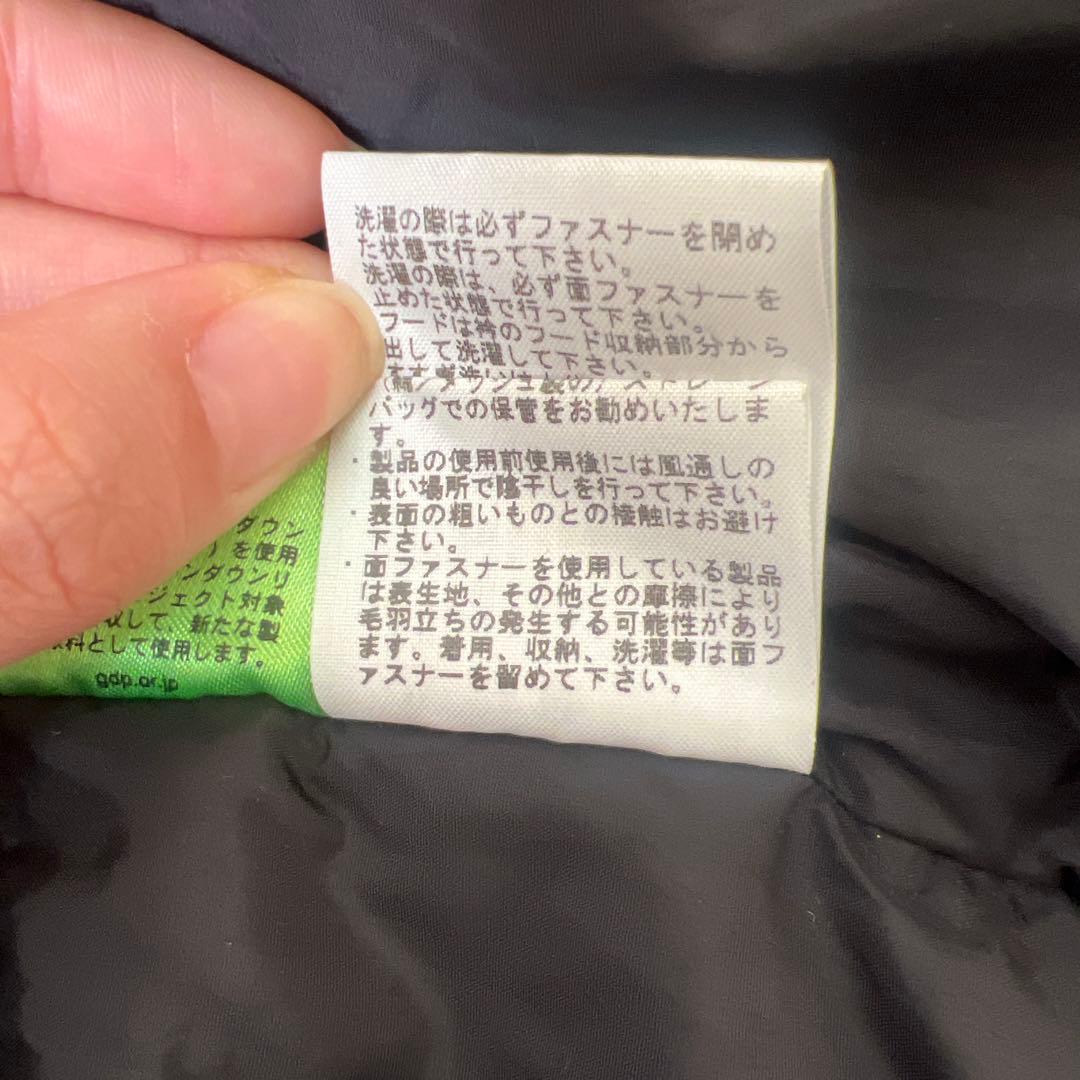 洗濯の際は必ずファスナーを閉め
た状態で行って下さい。
洗濯の際は、必ず面ファスナーを
止めた状態で行って下さい。
フードは衿のフード収納部分から
出して洗濯して下さい。
バッグでの保管をお勧めいたしま
す。
・製品の使用前使用後には風通しの
良い場所で陰干しを行って下さい。
・表面の粗いものとの接触はお避け
下さい。
・面ファスナーを使用している製品
は表生地、その他との摩擦により
毛羽立ちの発生する可能性があり
ます。着用、収納、洗濯等は面フ
ァスナーを留めて下さい。
ダウン
）を使用
ンダウンリ
ジェクト対象
収して 新たな製
料として使用します。
gdp.or.jp